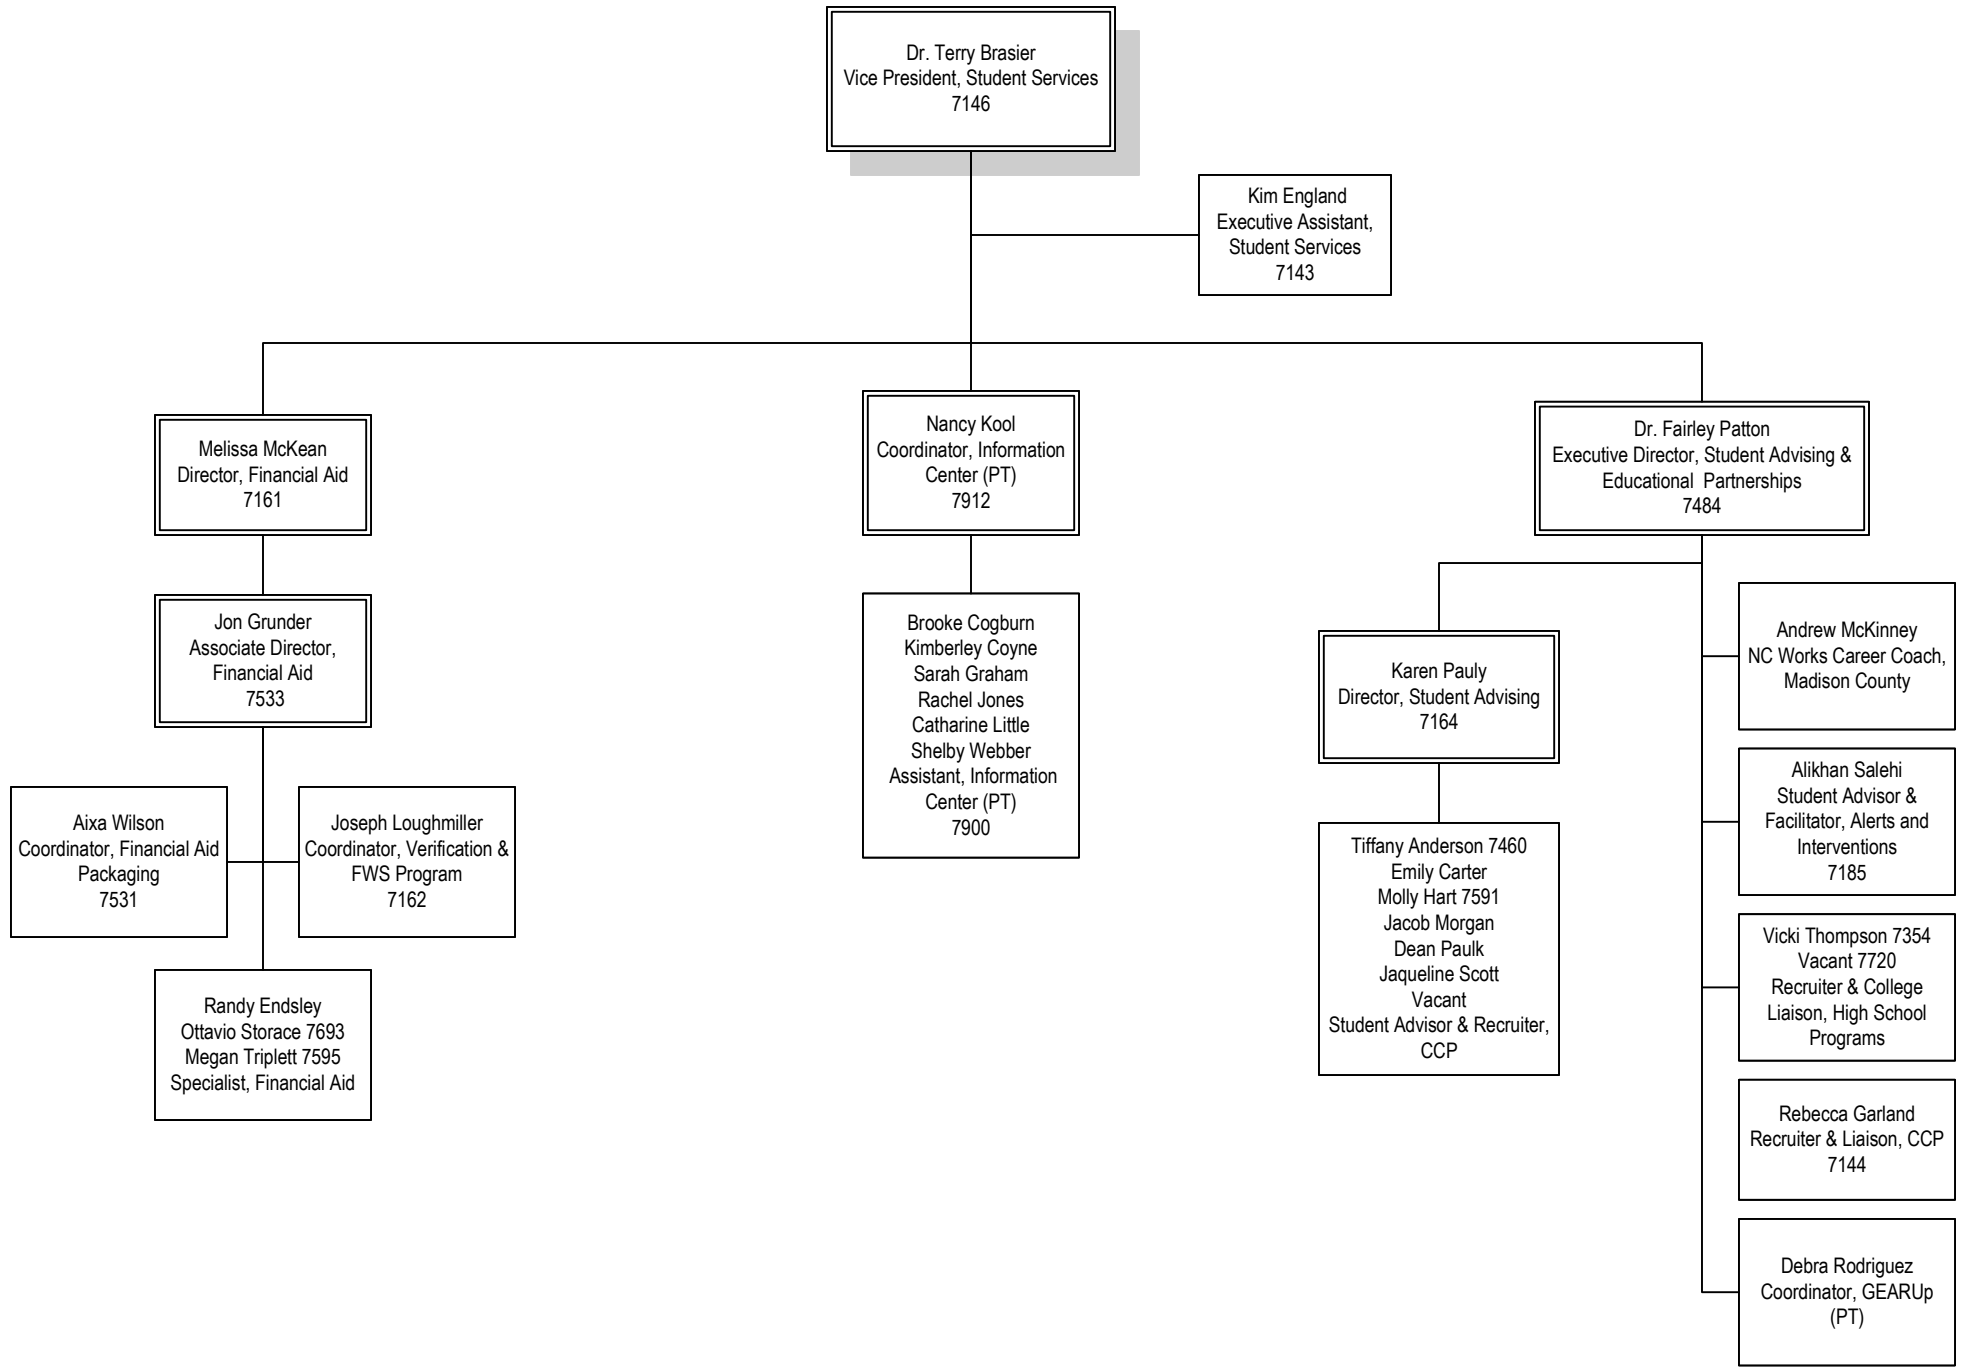 Dr. Terry Brasier
Vice President, Student Services
7146
Kim England
Executive Assistant,
Student Services
7143
Melissa McKean
Director, Financial Aid
7161
Jon Grunder
Associate Director,
Financial Aid
7533
Aixa Wilson
Coordinator, Financial Aid
Packaging
7531
Joseph Loughmiller
Coordinator, Verification &
FWS Program
7162
Randy Endsley
Ottavio Storace 7693
Megan Triplett 7595
Specialist, Financial Aid
Nancy Kool
Coordinator, Information
Center (PT)
7912
Brooke Cogburn
Kimberley Coyne
Sarah Graham
Rachel Jones
Catharine Little
Shelby Webber
Assistant, Information
Center (PT)
7900
Dr. Fairley Patton
Executive Director, Student Advising &
Educational  Partnerships
7484
Karen Pauly
Director, Student Advising
7164
Tiffany Anderson 7460
Emily Carter
Molly Hart 7591
Jacob Morgan
Dean Paulk
Jaqueline Scott
Vacant
Student Advisor & Recruiter,
CCP
Andrew McKinney
NC Works Career Coach,
Madison County
Alikhan Salehi
Student Advisor &
Facilitator, Alerts and
Interventions
7185
Vicki Thompson 7354
Vacant 7720
Recruiter & College
Liaison, High School
Programs
Rebecca Garland
Recruiter & Liaison, CCP
7144
Debra Rodriguez
Coordinator, GEARUp
(PT)